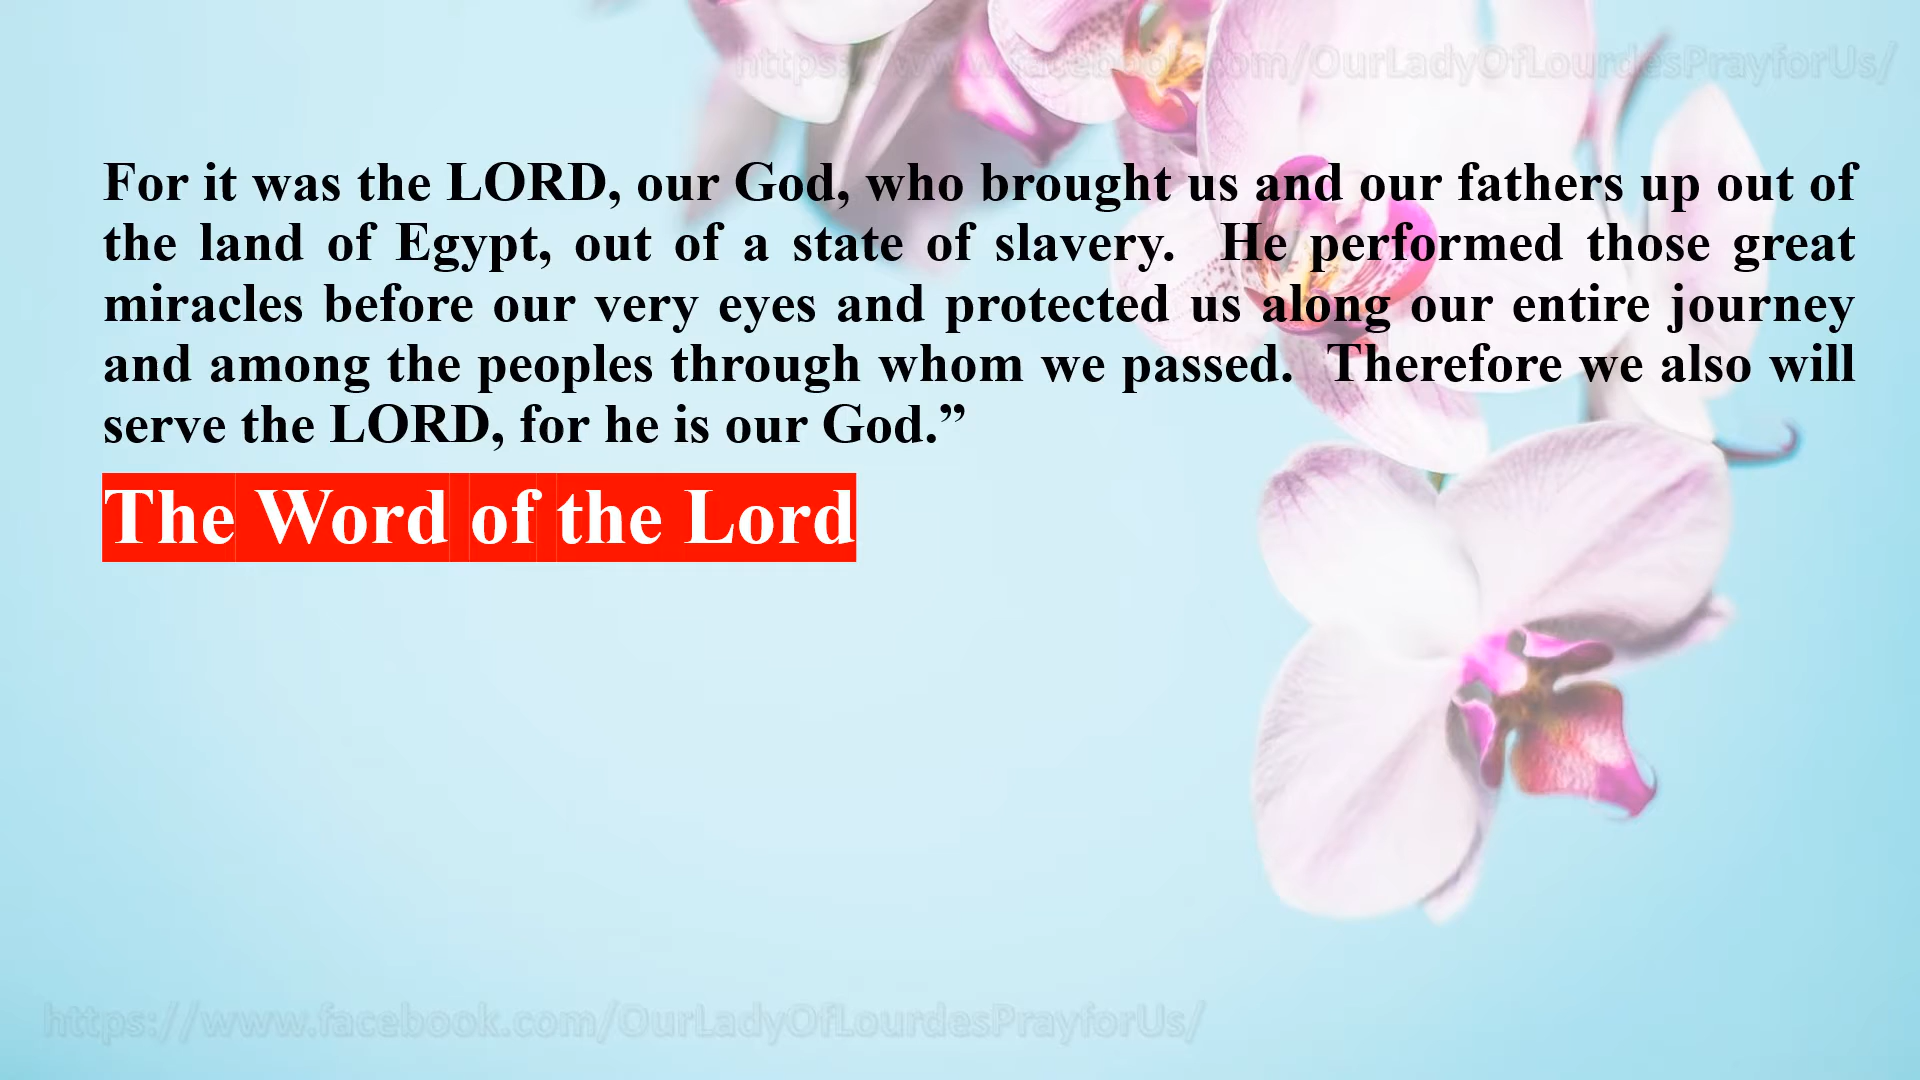 https://www.facebook.com/OurLadyOfLourdesPrayforUs/
For it was the LORD, our God, who brought us and our fathers up out of
the land of Egypt, out of a state of slavery.  He performed those great
miracles before our very eyes and protected us along our entire journey
and among the peoples through whom we passed.  Therefore we also will
serve the LORD, for he is our God.”
The Word of the Lord
https://www.facebook.com/OurLadyOfLourdesPrayforUs/